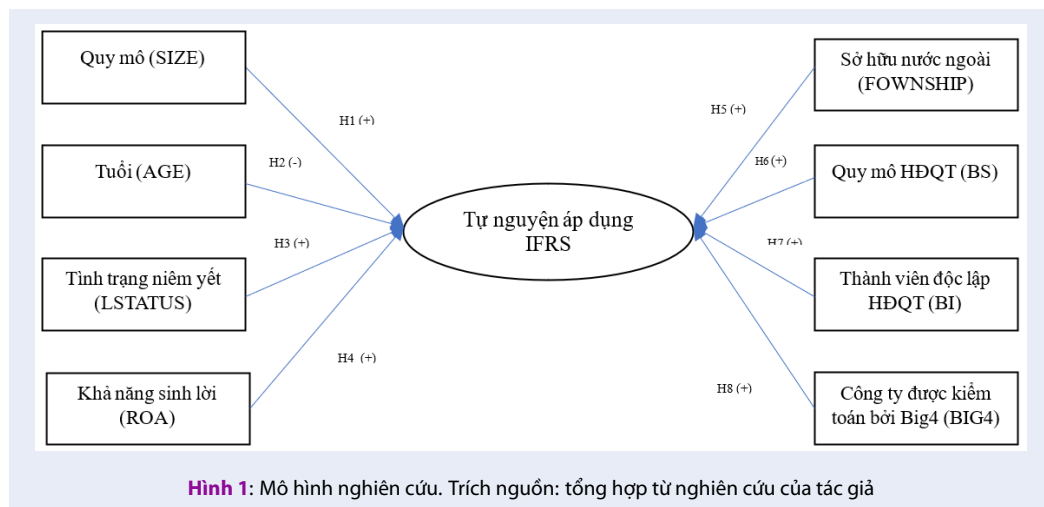 Quy mô (SIZE)
H1 (+)
Tuổi (AGE)
H2 (-)
Tình trạng niêm yết
(LSTATUS)
H3 (+)
Khả năng sinh lời
(ROA)
H4 (+)
Tự nguyện áp dụng
IFRS
Sở hữu nước ngoài
(FOWNSHIP)
H5 (+)
Quy mô HĐQT (BS)
H6 (+)
Thành viên độc lập
HĐQT (BI)
H7 (+)
Công ty được kiểm
toán bởi Big4 (BIG4)
H8 (+)
Hình 1: Mô hình nghiên cứu. Trích nguồn: tổng hợp từ nghiên cứu của tác giả